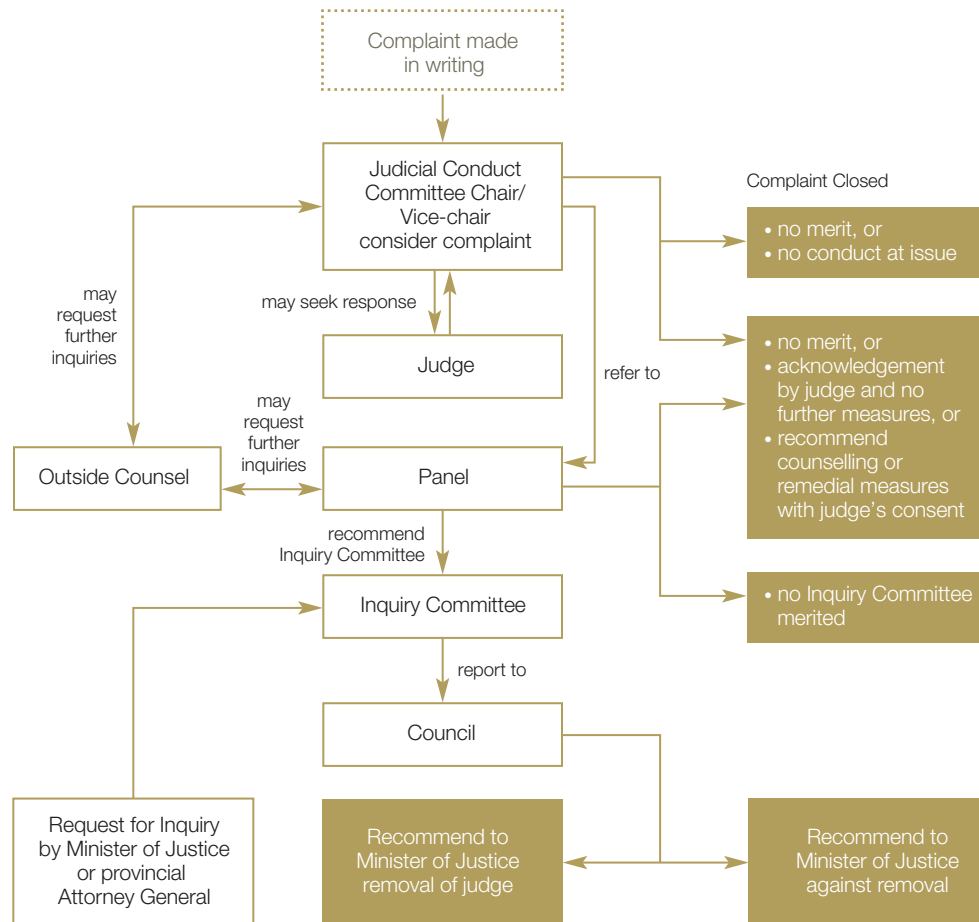 Complaint made
in writing
Judicial Conduct
Committee Chair/
Vice-chair
consider complaint
Complaint Closed
• no merit, or
• no conduct at issue
may
request
further
inquiries
may seek response
Judge
refer to
• no merit, or
• acknowledgement
by judge and no
further measures, or
• recommend
counselling or
remedial measures
with judge's consent
may
request
further
inquiries
Outside Counsel
Panel
recommend
Inquiry Committee
Inquiry Committee
• no Inquiry Committee
merited
report to
Council
Request for Inquiry
by Minister of Justice
or provincial
Attorney General
Recommend to
Minister of Justice
removal of judge
Recommend to
Minister of Justice
against removal